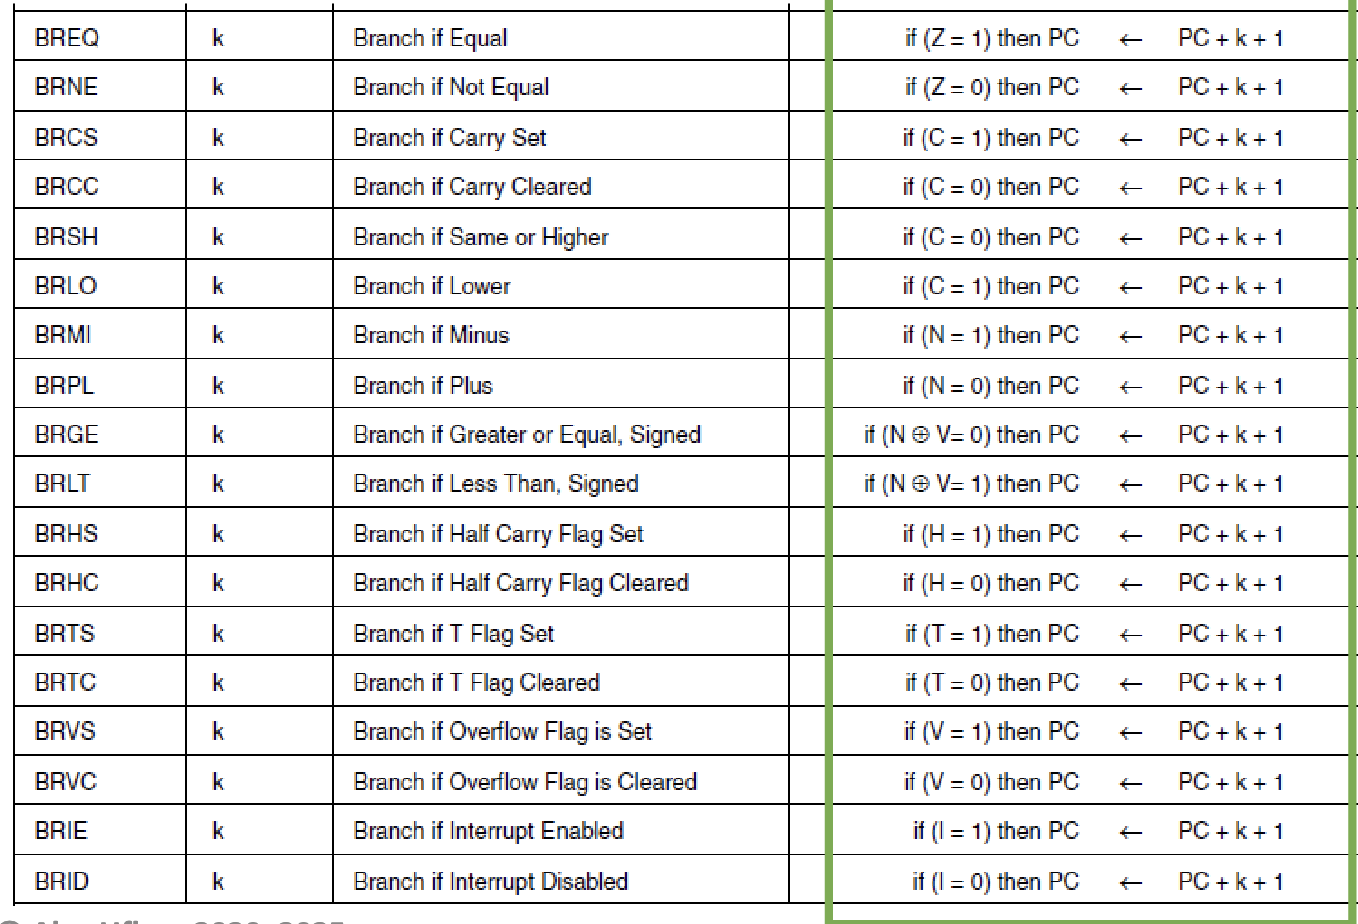 BREQ k Branch if Equal if (Z = 1) then PC ← PC + k + 1
BRNE k Branch if Not Equal if (Z = 0) then PC ← PC + k + 1
BRCS k Branch if Carry Set if (C = 1) then PC ← PC + k + 1
BRCC k Branch if Carry Cleared if (C = 0) then PC ← PC + k + 1
BRSH k Branch if Same or Higher if (C = 0) then PC ← PC + k + 1
BRLO k Branch if Lower if (C = 1) then PC ← PC + k + 1
BRMI k Branch if Minus if (N = 1) then PC ← PC + k + 1
BRPL k Branch if Plus if (N = 0) then PC ← PC + k + 1
BRGE k Branch if Greater or Equal, Signed if (N ⊕ V= 0) then PC ← PC + k + 1
BRLT k Branch if Less Than, Signed if (N ⊕ V= 1) then PC ← PC + k + 1
BRHS k Branch if Half Carry Flag Set if (H = 1) then PC ← PC + k + 1
BRHC k Branch if Half Carry Flag Cleared if (H = 0) then PC ← PC + k + 1
BRTS k Branch if T Flag Set if (T = 1) then PC ← PC + k + 1
BRTC k Branch if T Flag Cleared if (T = 0) then PC ← PC + k + 1
BRVS k Branch if Overflow Flag is Set if (V = 1) then PC ← PC + k + 1
BRVC k Branch if Overflow Flag is Cleared if (V = 0) then PC ← PC + k + 1
BRIE k Branch if Interrupt Enabled if (I = 1) then PC ← PC + k + 1
BRID k Branch if Interrupt Disabled if (I = 0) then PC ← PC + k + 1